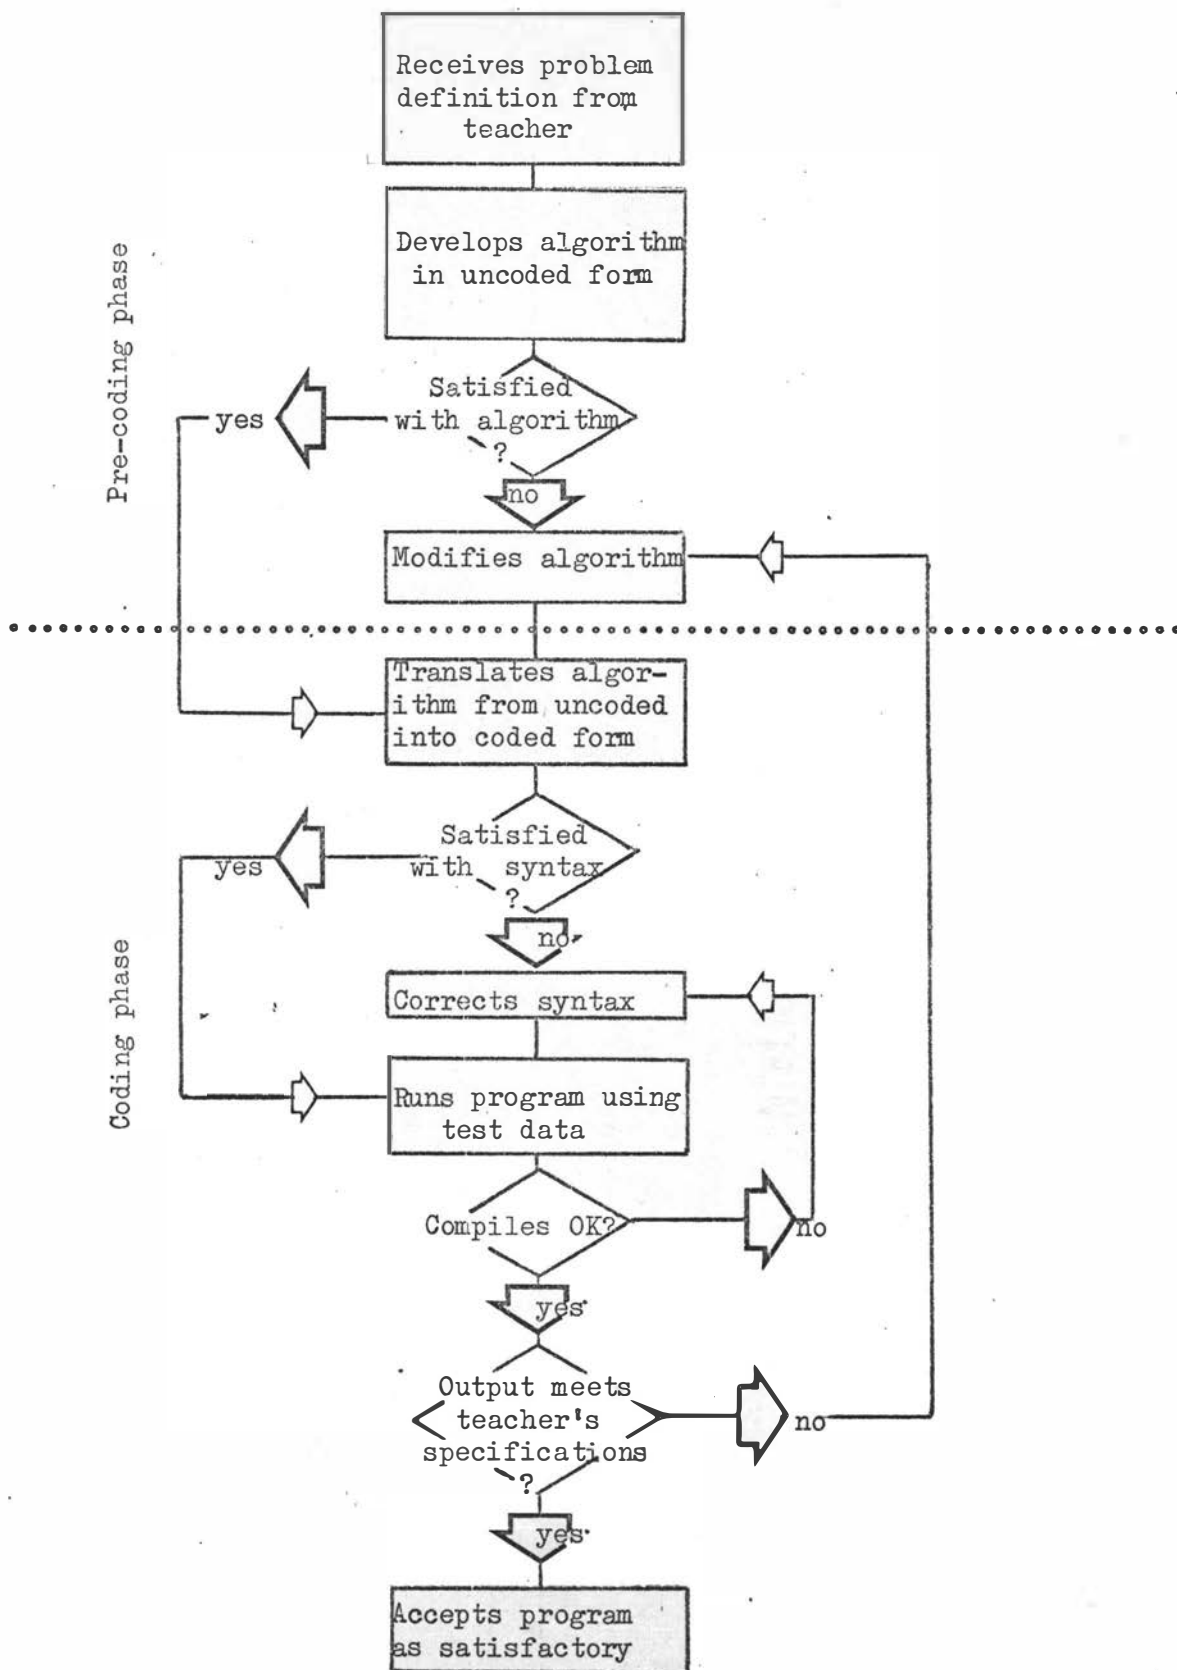 Receives problem
definition from
teacher
Develops algorithm
in uncoded form
Pre-coding phase
Satisfied
with algorithm
?
yes
no
Modifies algorithm
Translates algor-
ithm from uncoded
into coded form
Satisfied
with syntax
?
yes
no
Coding phase
Corrects syntax
Runs program using
test data
Compiles OK?
no
yes
Output meets
teacher's
specifications
?
no
yes
Accepts program
as satisfactory